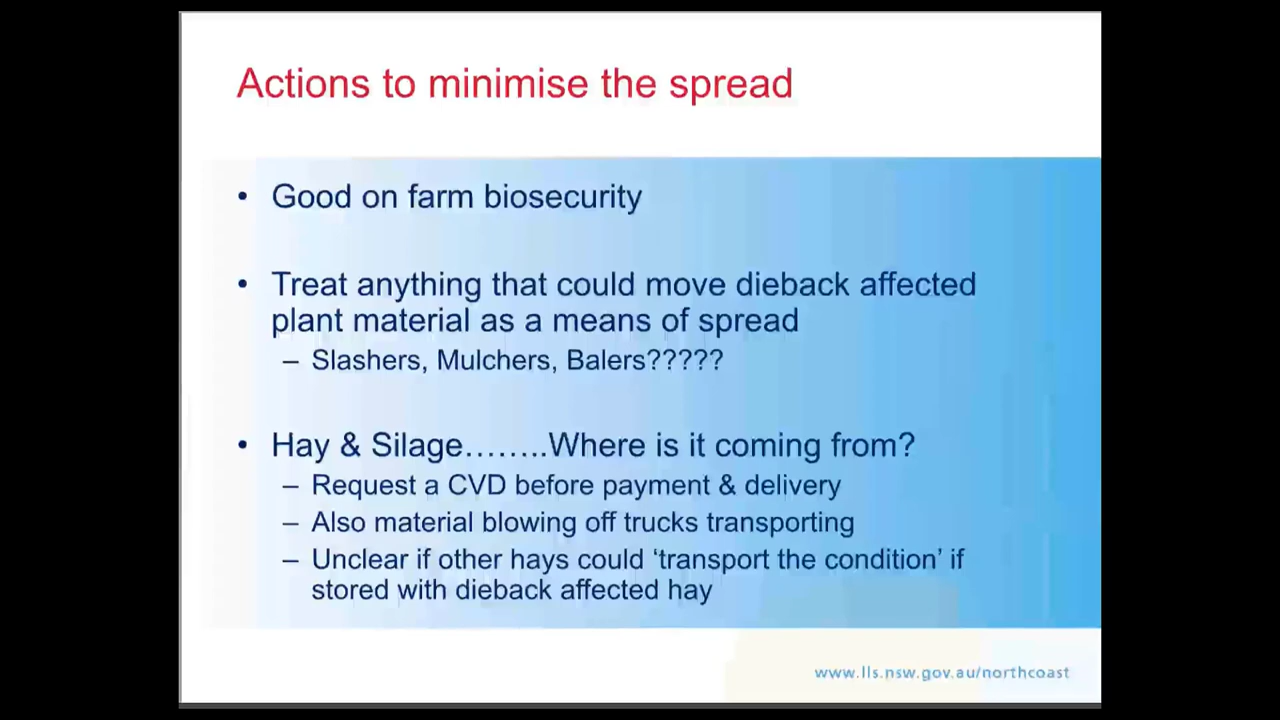 Actions to minimise the spread
• Good on farm biosecurity
• Treat anything that could move dieback affected
plant material as a means of spread
– Slashers, Mulchers, Balers?????
• Hay & Silage……..Where is it coming from?
– Request a CVD before payment & delivery
– Also material blowing off trucks transporting
– Unclear if other hays could ‘transport the condition’ if
stored with dieback affected hay
www.lls.nsw.gov.au/northcoast